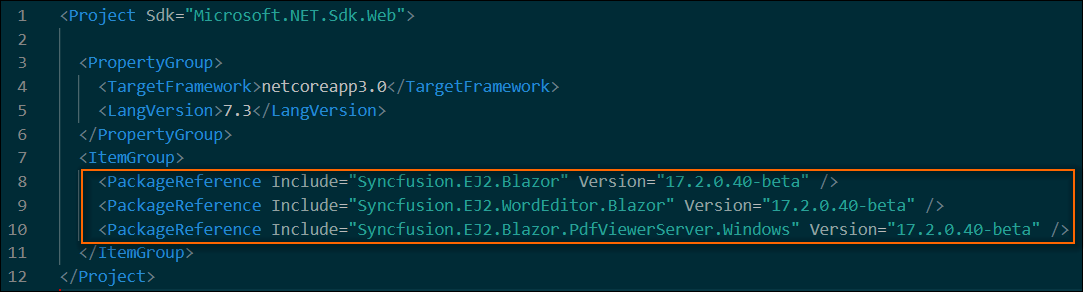 1 <Project Sdk="Microsoft.NET.Sdk.Web">
2
3 <PropertyGroup>
4 <TargetFramework>netcoreapp3.0</TargetFramework>
5 <LangVersion>7.3</LangVersion>
6 </PropertyGroup>
7 <ItemGroup>
8 <PackageReference Include="Syncfusion.EJ2.Blazor" Version="17.2.0.40-beta" />
9 <PackageReference Include="Syncfusion.EJ2.WordEditor.Blazor" Version="17.2.0.40-beta" />
10 <PackageReference Include="Syncfusion.EJ2.Blazor.PdfViewerServer.Windows" Version="17.2.0.40-beta" />
11 </ItemGroup>
12 </Project>